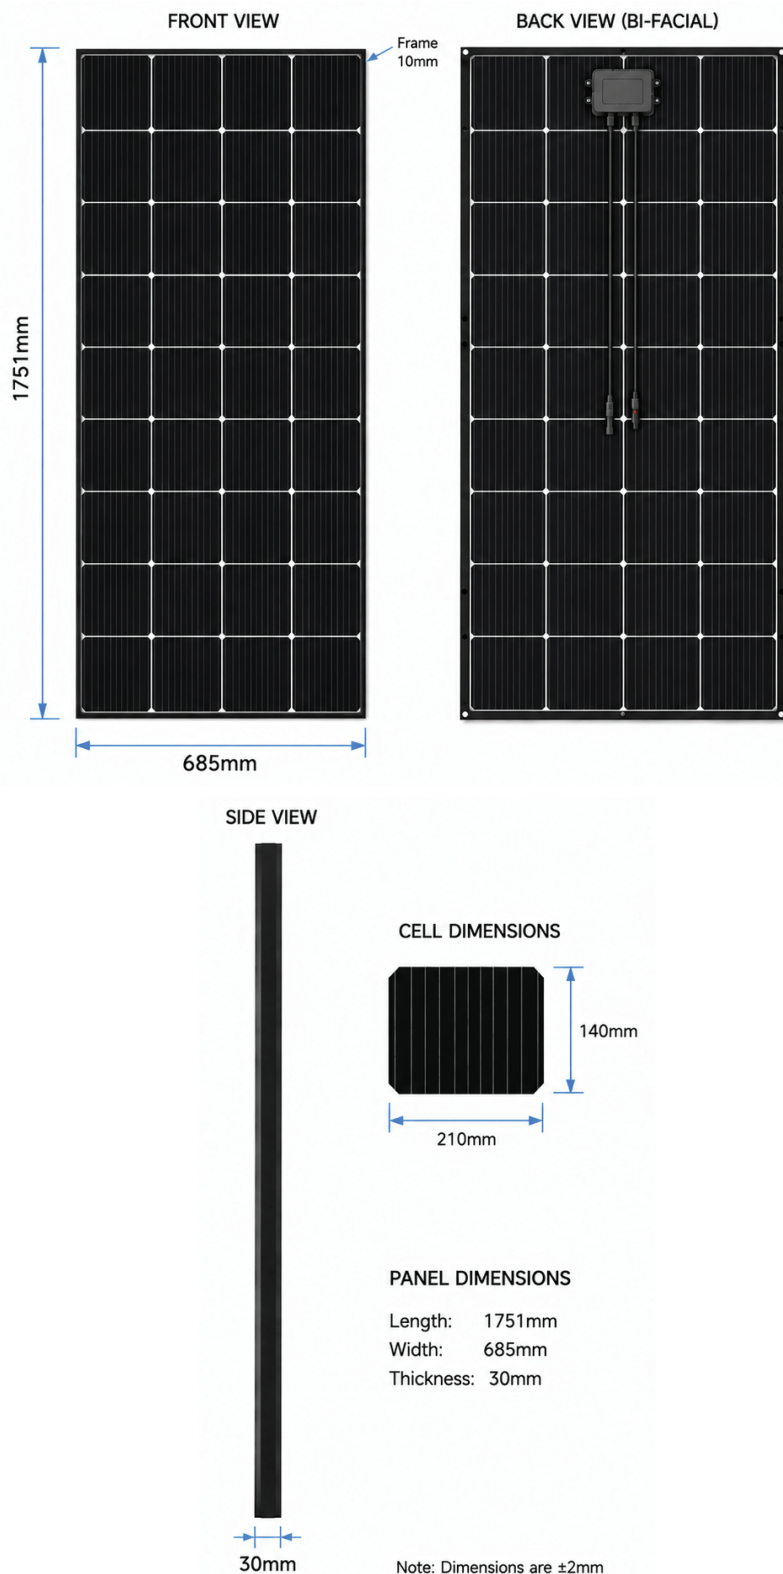 FRONT VIEW
BACK VIEW (BI-FACIAL)
Frame
10mm
1751mm
685mm
SIDE VIEW
CELL DIMENSIONS
140mm
210mm
PANEL DIMENSIONS
Length: 1751mm
Width: 685mm
Thickness: 30mm
30mm
Note: Dimensions are ±2mm